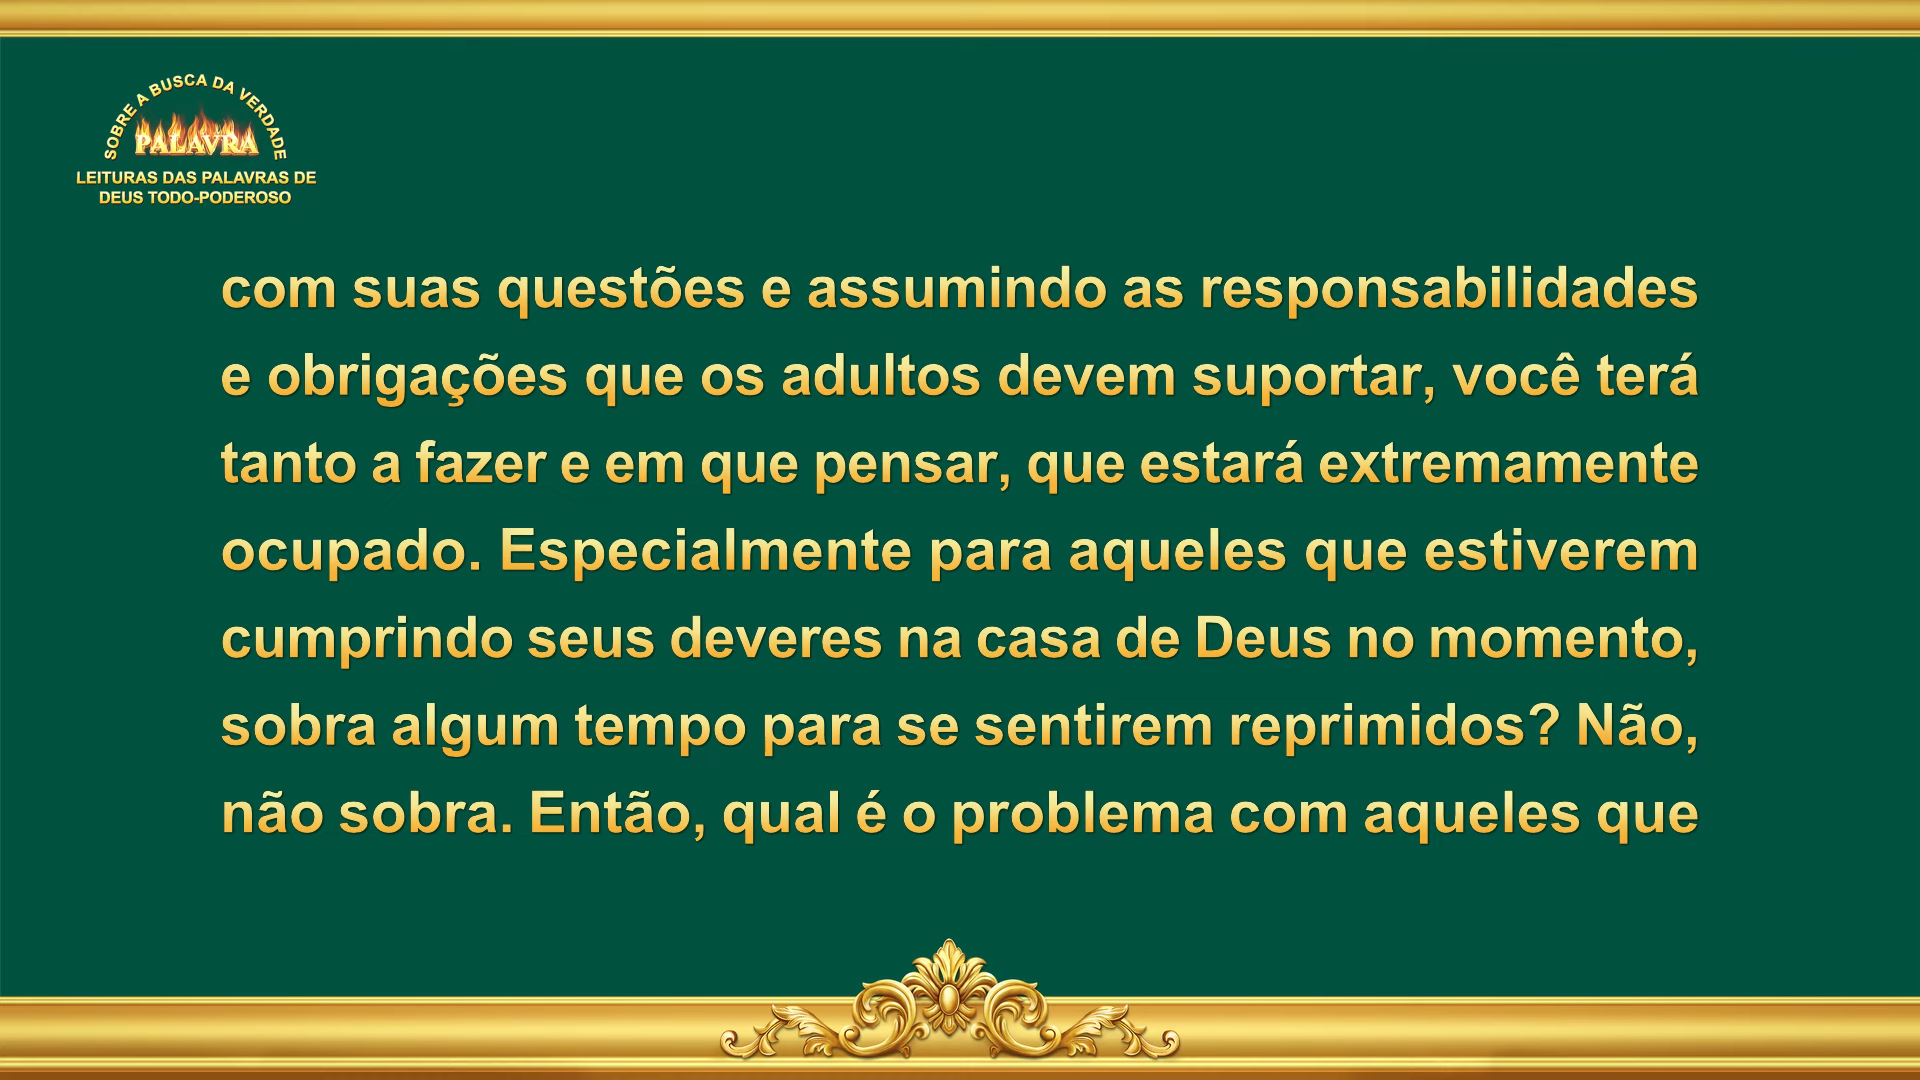 SOBRE A BUSCA DA VERDADE
PALAVRA
LEITURAS DAS PALAVRAS DE
DEUS TODO-PODEROSO
com suas questões e assumindo as responsabilidades
e obrigações que os adultos devem suportar, você terá
tanto a fazer e em que pensar, que estará extremamente
ocupado. Especialmente para aqueles que estiverem
cumprindo seus deveres na casa de Deus no momento,
sobra algum tempo para se sentirem reprimidos? Não,
não sobra. Então, qual é o problema com aqueles que